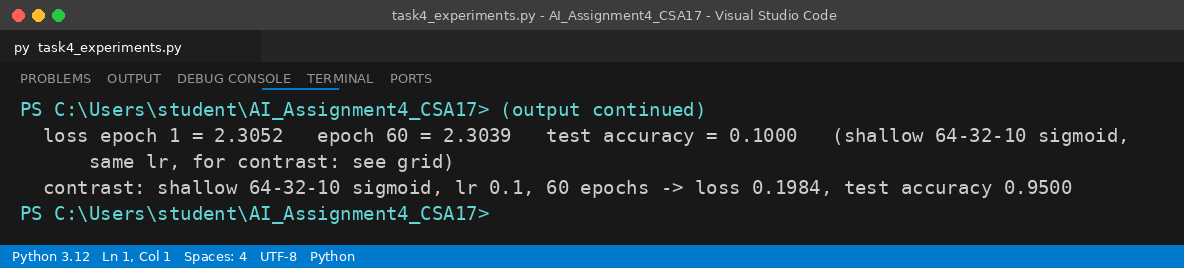 task4_experiments.py - AI_Assignment4_CSA17 - Visual Studio Code
py task4_experiments.py
PROBLEMS OUTPUT DEBUG CONSOLE TERMINAL PORTS
PS C:\Users\student\AI_Assignment4_CSA17> (output continued)
  loss epoch 1 = 2.3052   epoch 60 = 2.3039   test accuracy = 0.1000   (shallow 64-32-10 sigmoid,
      same lr, for contrast: see grid)
  contrast: shallow 64-32-10 sigmoid, lr 0.1, 60 epochs -> loss 0.1984, test accuracy 0.9500
PS C:\Users\student\AI_Assignment4_CSA17>
Python 3.12 Ln 1, Col 1 Spaces: 4 UTF-8 Python